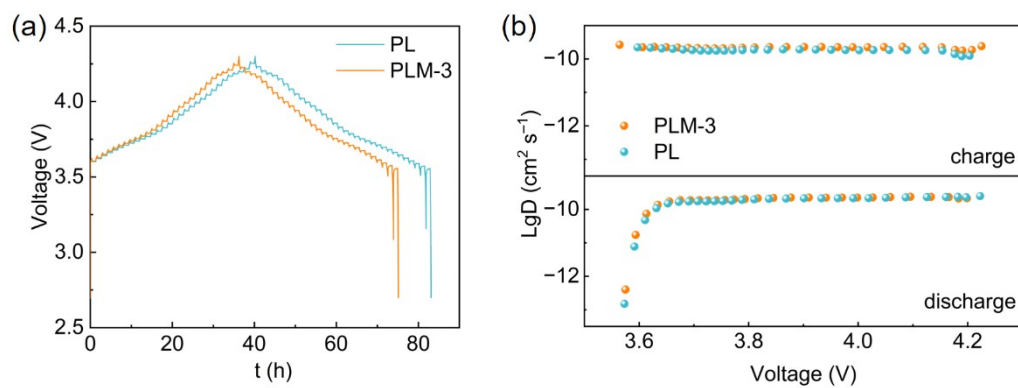 (a)
4.5
4.0
3.5
3.0
2.5
Voltage (V)
PL
PLM-3
0
20
40
60
80
t (h)
(b)
−10
−12
−10
−12
LgD (cm² s⁻¹)
PLM-3
PL
charge
discharge
3.6
3.8
4.0
4.2
Voltage (V)